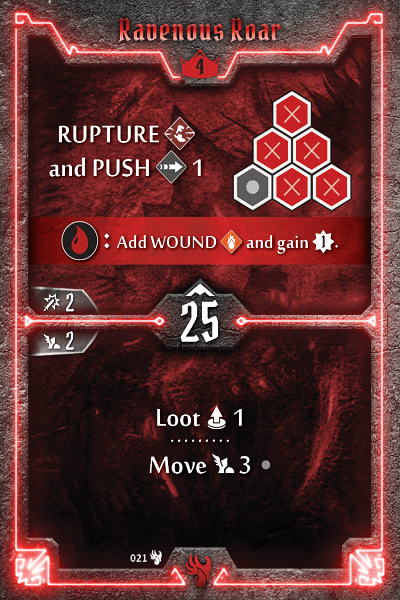 Ravenous Roar
4
RUPTURE
and PUSH 1
: Add WOUND and gain 1.
2
25
2
Loot 1
Move 3
021